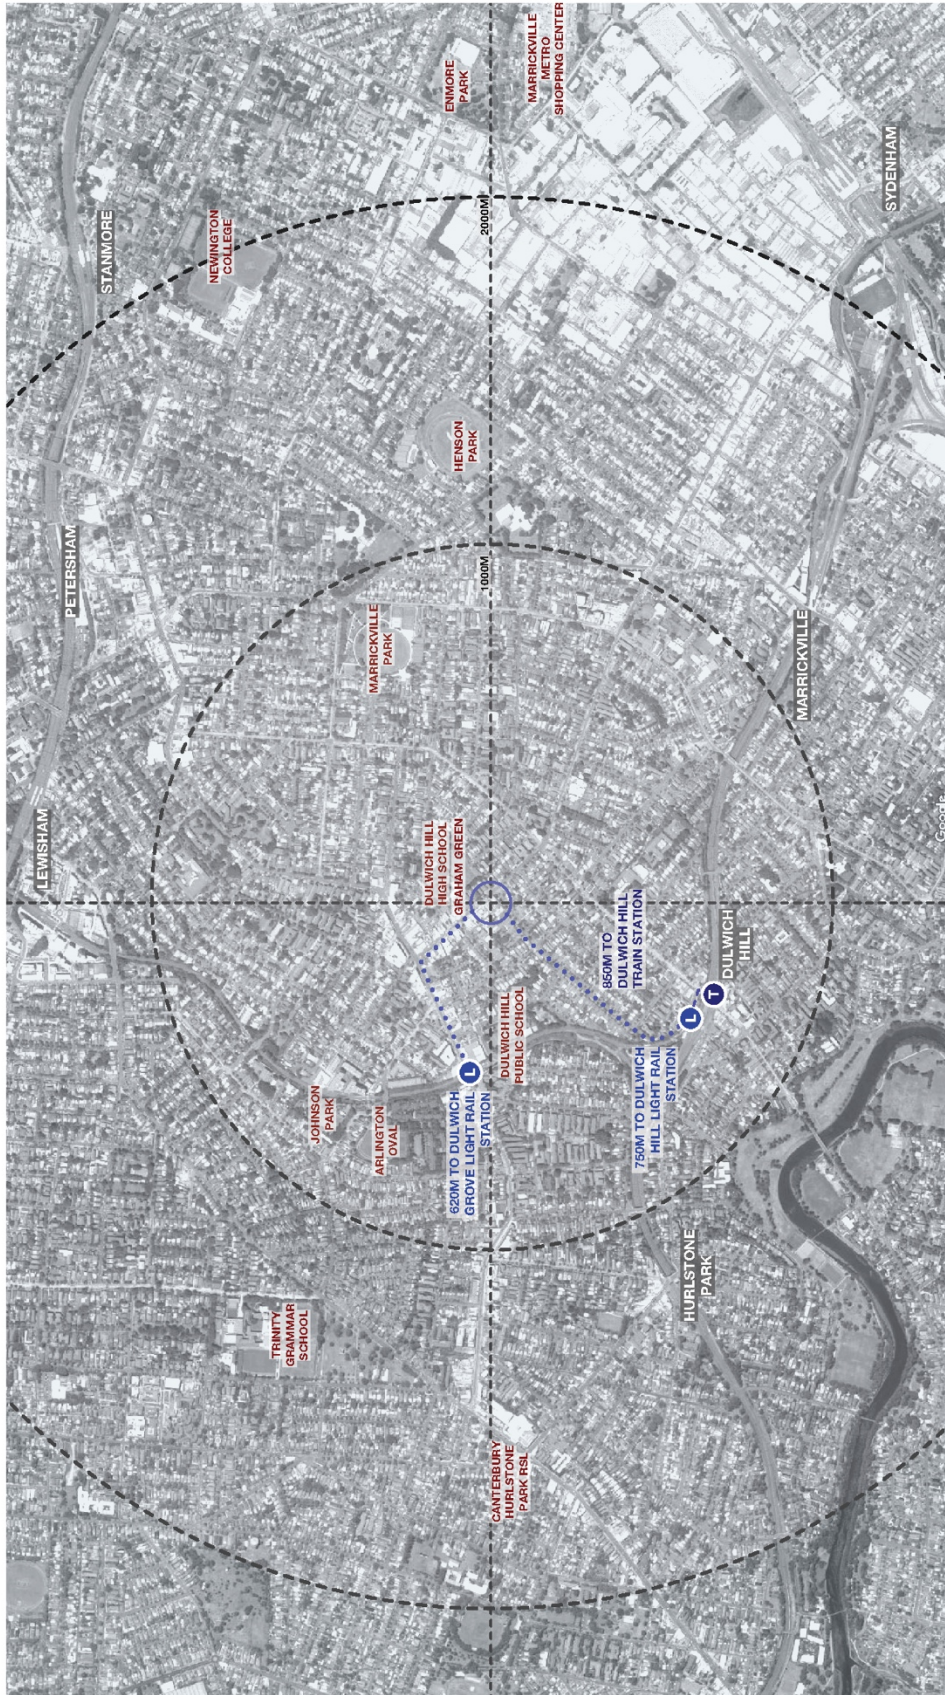 LEWISHAM
PETERSHAM
STANMORE
NEWINGTON
COLLEGE
TRINITY
GRAMMAR
SCHOOL
JOHNSON
PARK
ARLINGTON
OVAL
MARRICKVILLE
PARK
HENSON
PARK
ENMORE
PARK
DULWICH HILL
HIGH SCHOOL
GRAHAM GREEN
620M TO DULWICH
GROVE LIGHT RAIL
STATION
L
1000M
2000M
CANTERBURY
HURLSTONE
PARK RSL
DULWICH HILL
PUBLIC SCHOOL
MARRICKVILLE
METRO
SHOPPING CENTER
850M TO
DULWICH HILL
TRAIN STATION
750M TO DULWICH
HILL LIGHT RAIL
STATION
L
T
HURLSTONE
PARK
DULWICH
HILL
MARRICKVILLE
SYDENHAM
Google